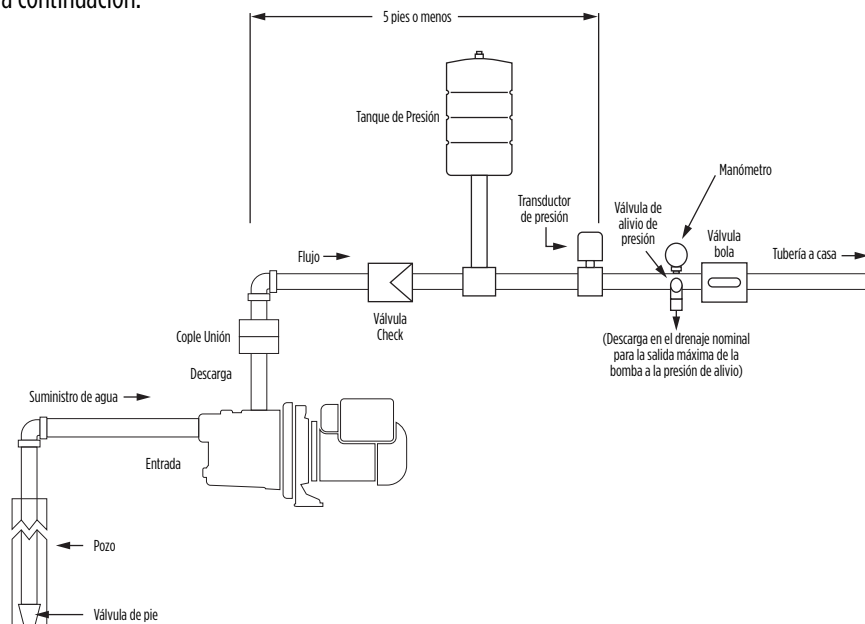 a continuación.
5 pies o menos
Tanque de Presión
Manómetro
Transductor
de presión
Válvula de
alivio de
presión
Válvula
bola
Flujo
Tubería a casa
Válvula
Check
Cople Unión
(Descarga en el drenaje nominal
para la salida máxima de la
bomba a la presión de alivio)
Descarga
Suministro de agua
Entrada
Pozo
Válvula de pie